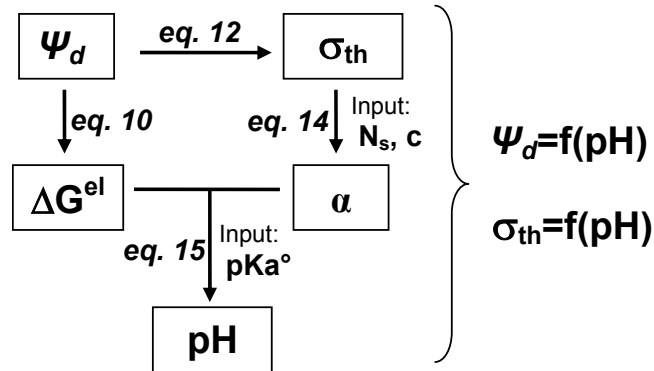 Ψd eq. 12 σth
eq. 10 eq. 14 Input:
Ns, c
Ψd=f(pH)
ΔGel α
σth=f(pH)
eq. 15 Input:
pKa°
pH